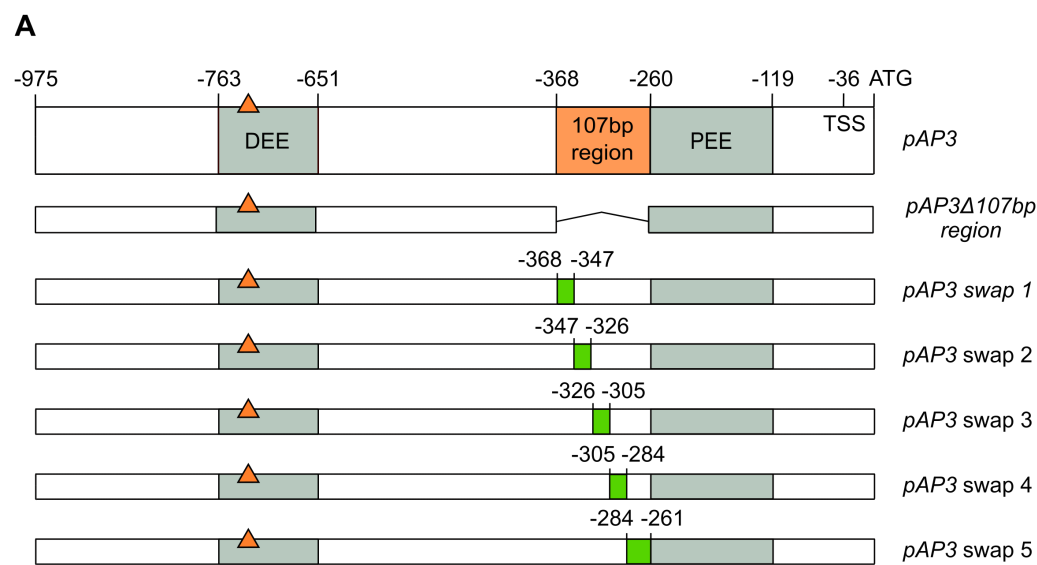 A
-975 -763 -651 -368 -260 -119 -36 ATG
DEE 107bp region PEE TSS pAP3
pAP3Δ107bp
region
-368 -347
pAP3 swap 1
-347 -326
pAP3 swap 2
-326 -305
pAP3 swap 3
-305 -284
pAP3 swap 4
-284 -261
pAP3 swap 5